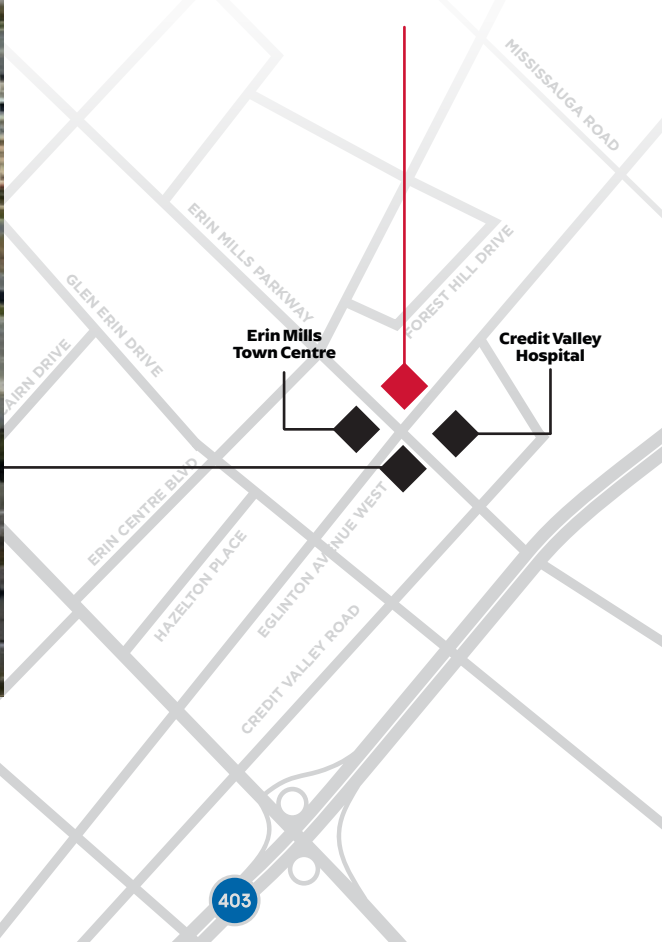 MISSISSAUGA ROAD
ERIN MILLS PARKWAY
FOREST HILL DRIVE
GLEN ERIN DRIVE
Erin Mills
Town Centre
Credit Valley
Hospital
DRIVE
ERIN CENTRE BLVD
EGLINTON AVENUE WEST
HAZELTON PLACE
CREDIT VALLEY ROAD
403